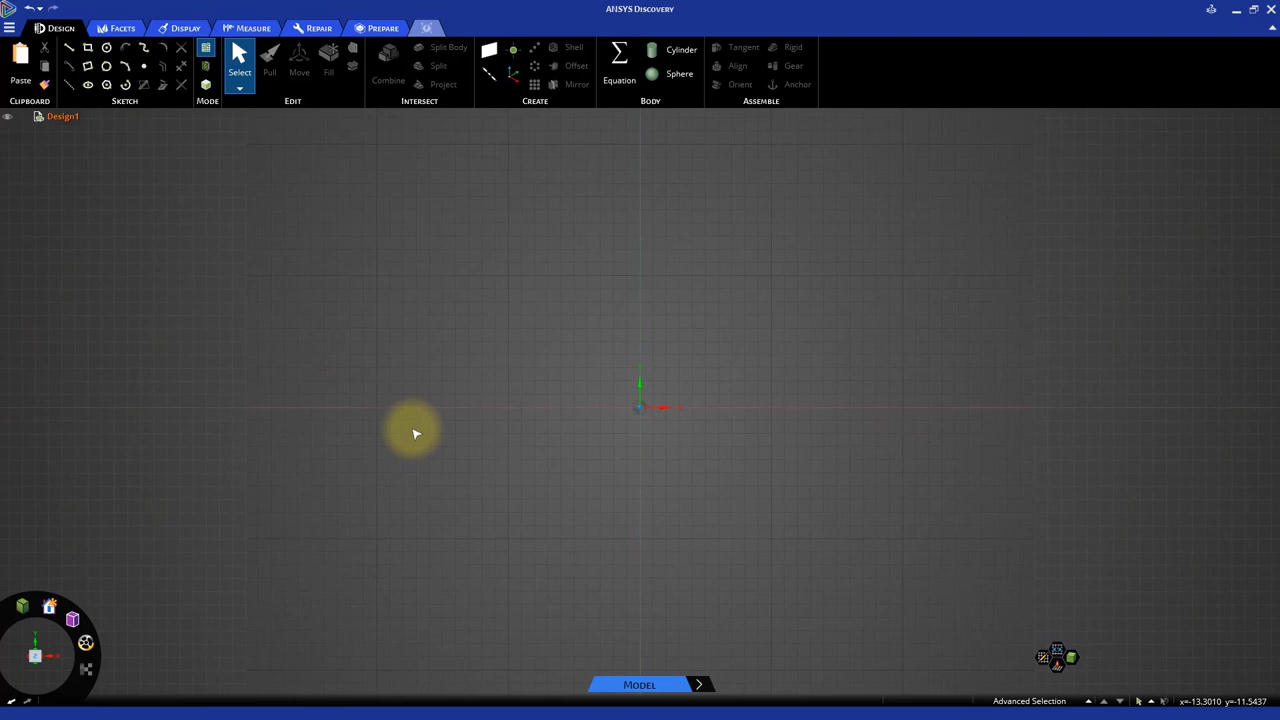 ANSYS Discovery
Design Facets Display Measure Repair Prepare
Paste
Select Pull Move Fill
Combine
Split Body
Split
Project
Shell
Offset
Mirror
Equation
Cylinder
Sphere
Tangent Rigid
Align Gear
Orient Anchor
Clipboard Sketch Mode Edit Intersect Create Body Assemble
Design1
Y
X
Z
Model
Advanced Selection x=-13.3010 y=-11.5437